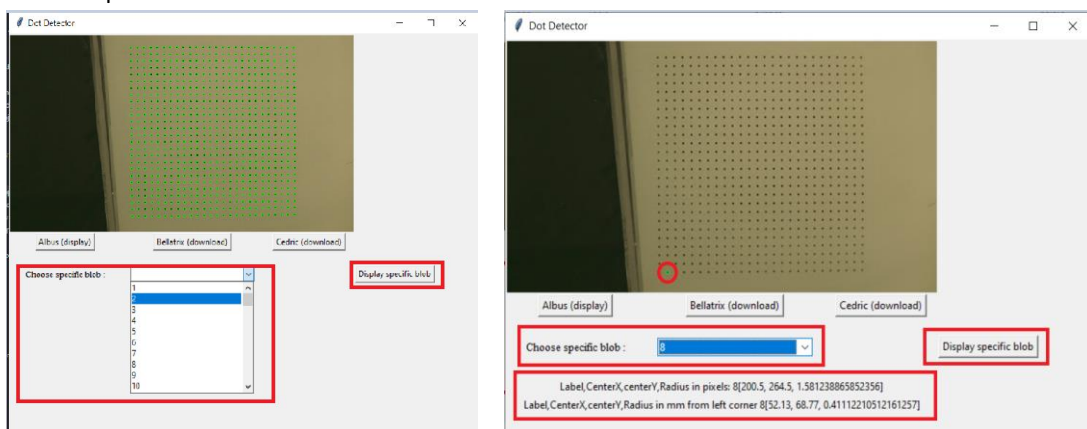 Dot Detector
Albus (display)
Bellatrix (download)
Cedric (download)
Choose specific blob :
Display specific blob
1
2
3
4
5
6
7
8
9
10
Dot Detector
Albus (display)
Bellatrix (download)
Cedric (download)
Choose specific blob :
8
Display specific blob
Label,CenterX,centerY,Radius in pixels: 8[200.5, 264.5, 1.581238865852356]
Label,CenterX,centerY,Radius in mm from left corner 8[52.13, 68.77, 0.41112210512161257]